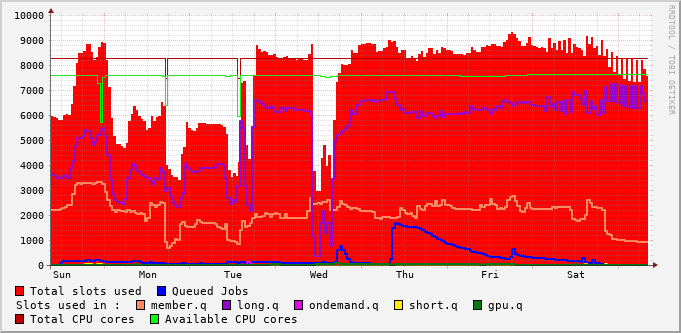 10000
9000
8000
7000
6000
5000
4000
3000
2000
1000
0
Sun Mon Tue Wed Thu Fri Sat
RRDTOOL / TOBI OETIKER
Total slots used Queued Jobs
Slots used in : member.q long.q ondemand.q short.q gpu.q
Total CPU cores Available CPU cores